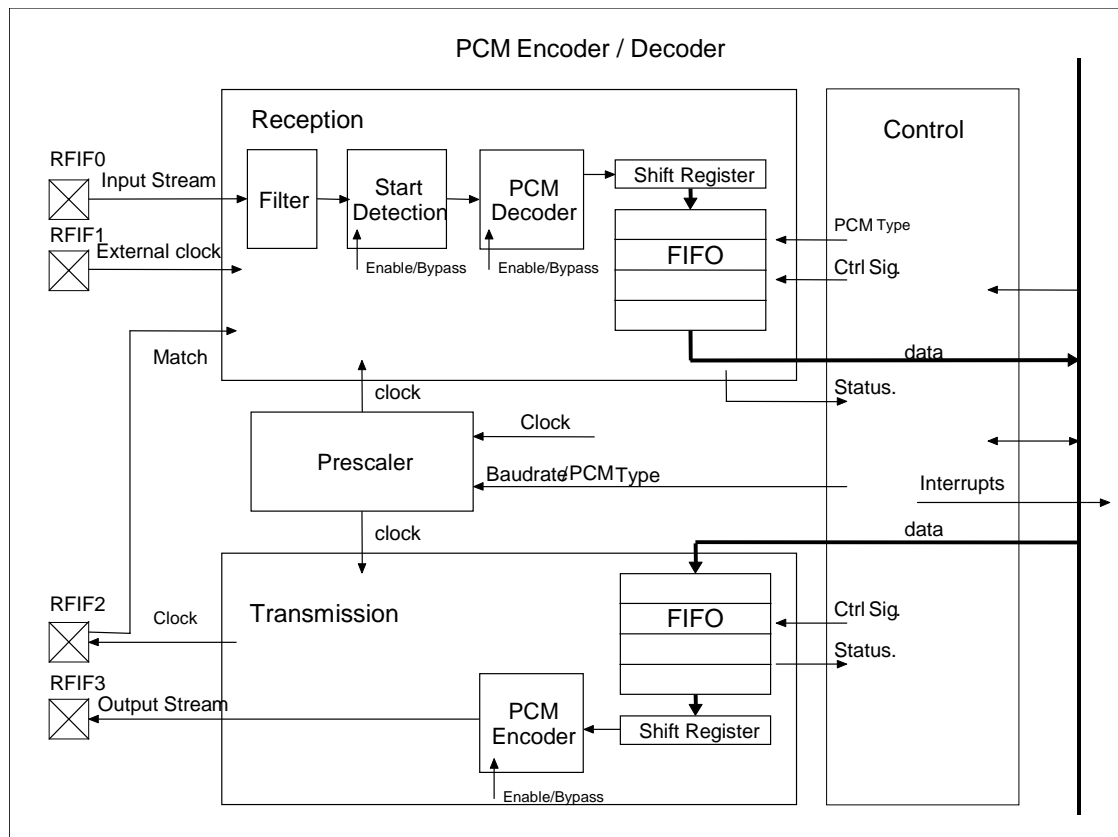 PCM Encoder / Decoder
Reception
Control
RFIF0
Input Stream
Filter
Start
Detection
PCM
Decoder
Shift Register
RFIF1
External clock
Enable/Bypass
Enable/Bypass
FIFO
PCM Type
Ctrl Sig.
Match
data
clock
Status.
Prescaler
Clock
Baudrate/PCM Type
Interrupts
clock
data
RFIF2
Clock
Transmission
FIFO
Ctrl Sig.
Status.
RFIF3
Output Stream
PCM
Encoder
Shift Register
Enable/Bypass